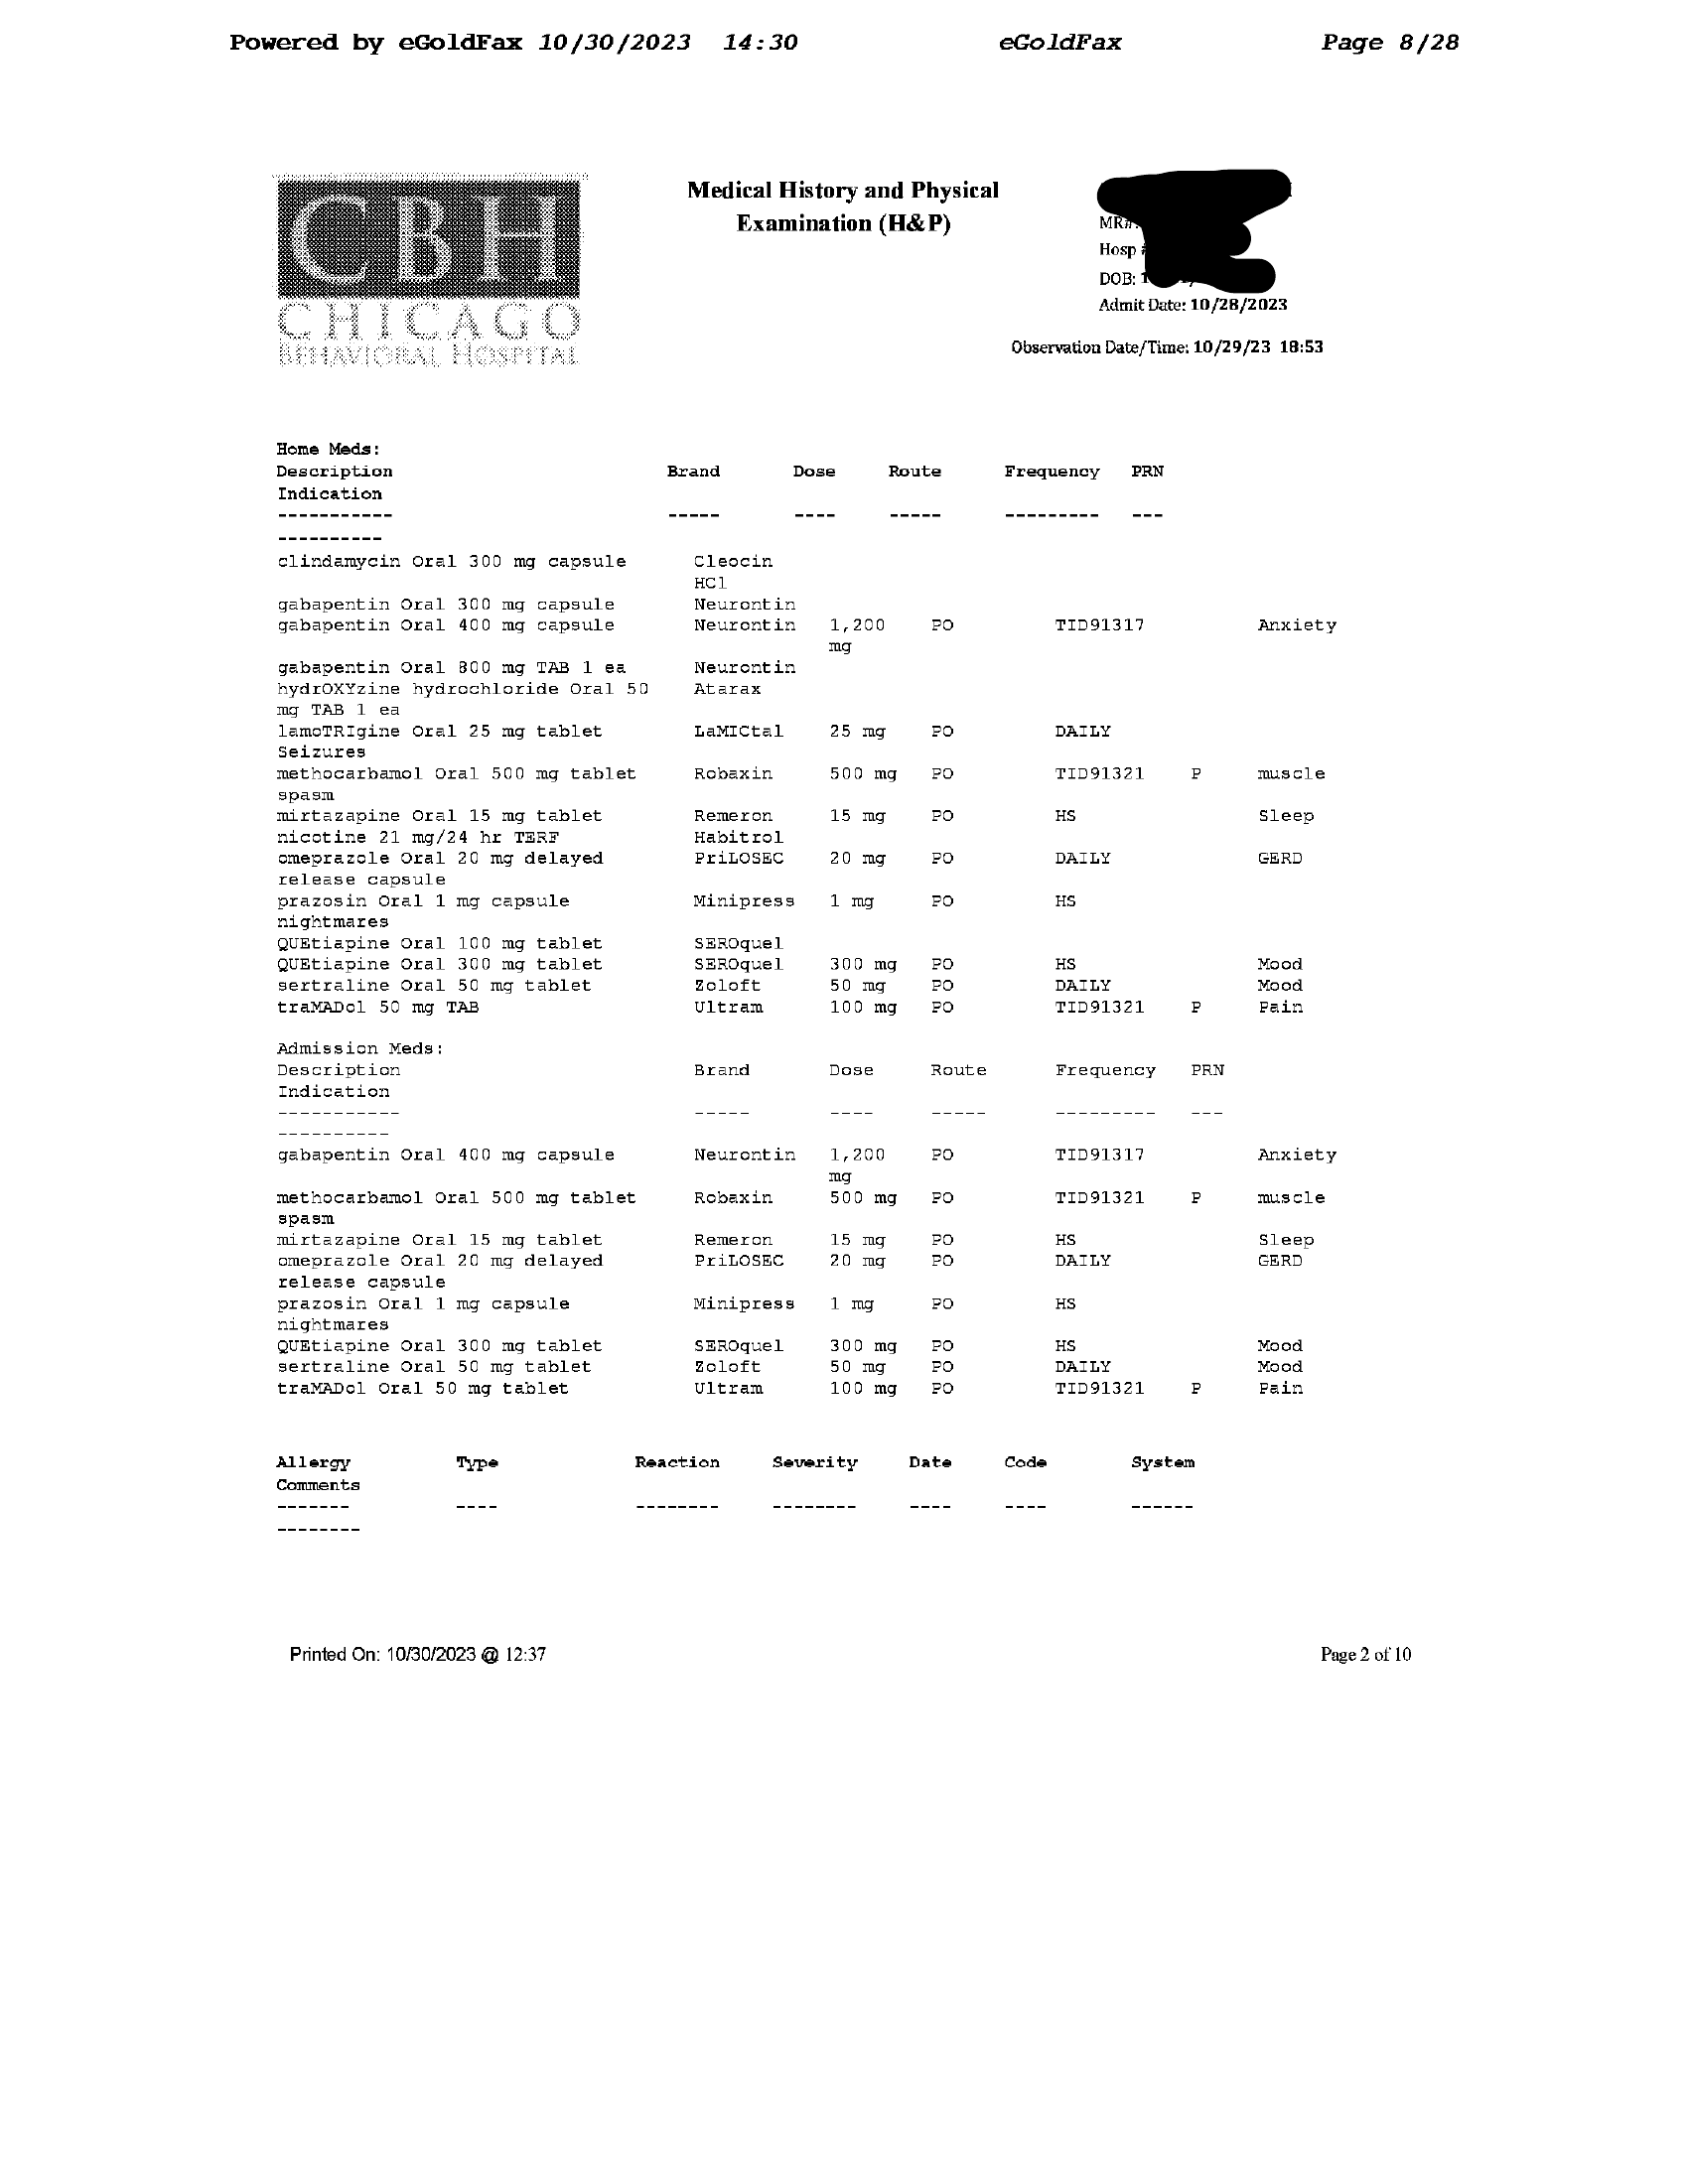 Powered by eGoldFax 10/30/2023 14:30 eGoldFax Page 8/28
CBH
CHICAGO
BEHAVIORAL HOSPITAL
Medical History and Physical
Examination (H&P)
MR#:
Hosp #
DOB: 1
Admit Date: 10/28/2023
Observation Date/Time: 10/29/23 18:53
Home Meds:
Description Brand Dose Route Frequency PRN
Indication
----------- ----- ---- ----- --------- ---
----------
clindamycin Oral 300 mg capsule Cleocin
HCl
gabapentin Oral 300 mg capsule Neurontin
gabapentin Oral 400 mg capsule Neurontin 1,200 PO TID91317 Anxiety
mg
gabapentin Oral 800 mg TAB 1 ea Neurontin
hydrOXYzine hydrochloride Oral 50 Atarax
mg TAB 1 ea
lamoTRIgine Oral 25 mg tablet LaMICtal 25 mg PO DAILY
Seizures
methocarbamol Oral 500 mg tablet Robaxin 500 mg PO TID91321 P muscle
spasm
mirtazapine Oral 15 mg tablet Remeron 15 mg PO HS Sleep
nicotine 21 mg/24 hr TERF Habitrol
omeprazole Oral 20 mg delayed PriLOSEC 20 mg PO DAILY GERD
release capsule
prazosin Oral 1 mg capsule Minipress 1 mg PO HS
nightmares
QUEtiapine Oral 100 mg tablet SEROquel
QUEtiapine Oral 300 mg tablet SEROquel 300 mg PO HS Mood
sertraline Oral 50 mg tablet Zoloft 50 mg PO DAILY Mood
traMADol 50 mg TAB Ultram 100 mg PO TID91321 P Pain
Admission Meds:
Description Brand Dose Route Frequency PRN
Indication
----------- ----- ---- ----- --------- ---
----------
gabapentin Oral 400 mg capsule Neurontin 1,200 PO TID91317 Anxiety
mg
methocarbamol Oral 500 mg tablet Robaxin 500 mg PO TID91321 P muscle
spasm
mirtazapine Oral 15 mg tablet Remeron 15 mg PO HS Sleep
omeprazole Oral 20 mg delayed PriLOSEC 20 mg PO DAILY GERD
release capsule
prazosin Oral 1 mg capsule Minipress 1 mg PO HS
nightmares
QUEtiapine Oral 300 mg tablet SEROquel 300 mg PO HS Mood
sertraline Oral 50 mg tablet Zoloft 50 mg PO DAILY Mood
traMADol Oral 50 mg tablet Ultram 100 mg PO TID91321 P Pain
Allergy Type Reaction Severity Date Code System
Comments
------- ---- -------- -------- ---- ---- ------
--------
Printed On: 10/30/2023 @ 12:37 Page 2 of 10